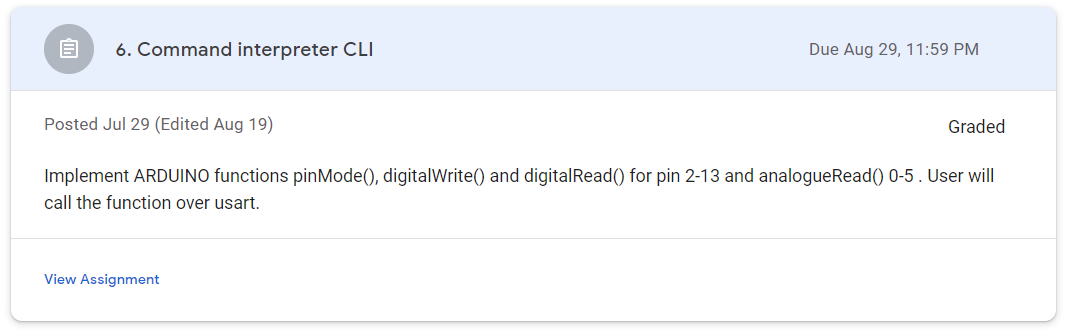 6. Command interpreter CLI
Due Aug 29, 11:59 PM
Posted Jul 29 (Edited Aug 19)
Graded
Implement ARDUINO functions pinMode(), digitalWrite() and digitalRead() for pin 2-13 and analogueRead() 0-5 . User will
call the function over usart.
View Assignment